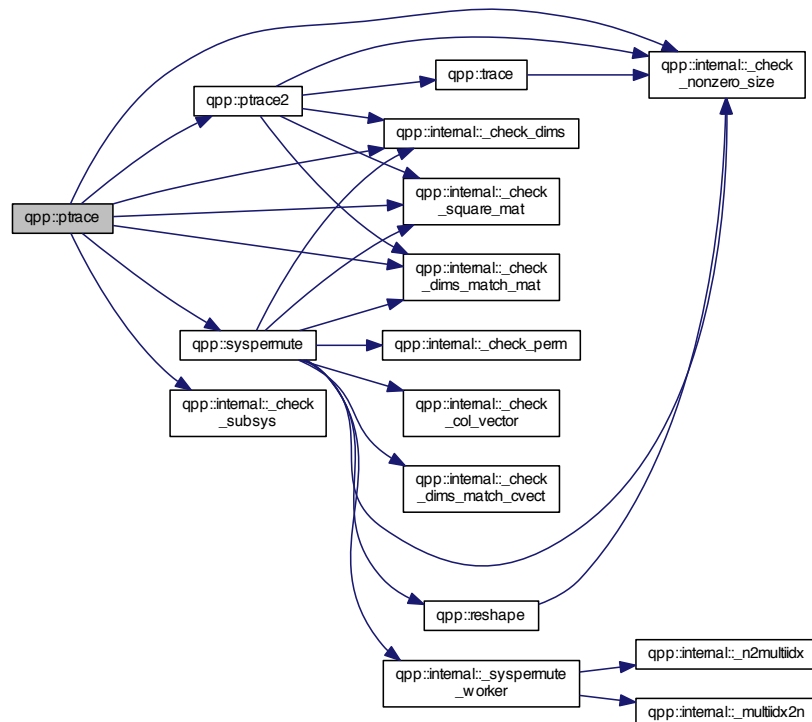 qpp::internal::_check
_nonzero_size
qpp::trace
qpp::ptrace2
qpp::internal::_check_dims
qpp::internal::_check
_square_mat
qpp::ptrace
qpp::internal::_check
_dims_match_mat
qpp::syspermute
qpp::internal::_check_perm
qpp::internal::_check
_subsys
qpp::internal::_check
_col_vector
qpp::internal::_check
_dims_match_cvect
qpp::reshape
qpp::internal::_n2multiidx
qpp::internal::_syspermute
_worker
qpp::internal::_multiidx2n